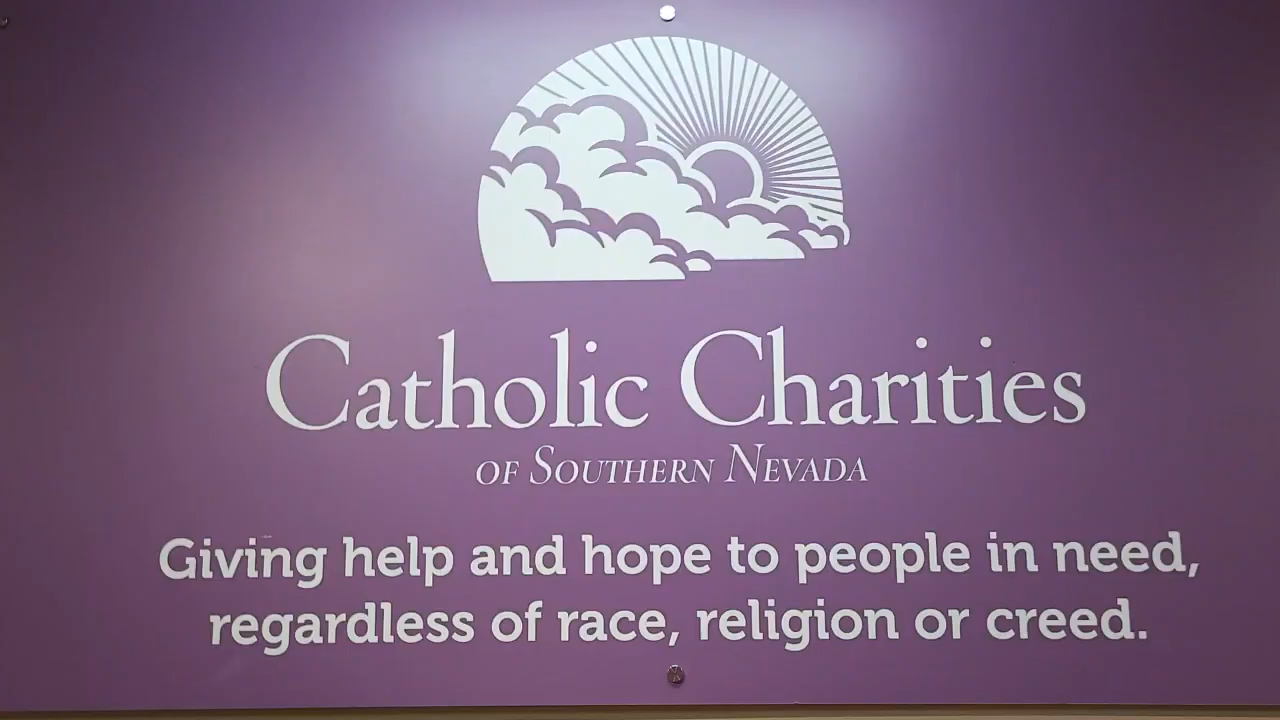 Catholic Charities
OF SOUTHERN NEVADA
Giving help and hope to people in need,
regardless of race, religion or creed.